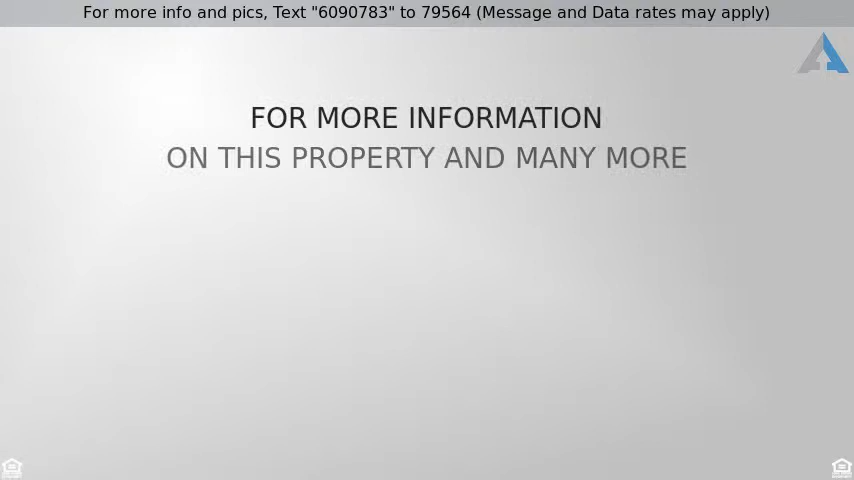 For more info and pics, Text "6090783" to 79564 (Message and Data rates may apply)
FOR MORE INFORMATION
ON THIS PROPERTY AND MANY MORE